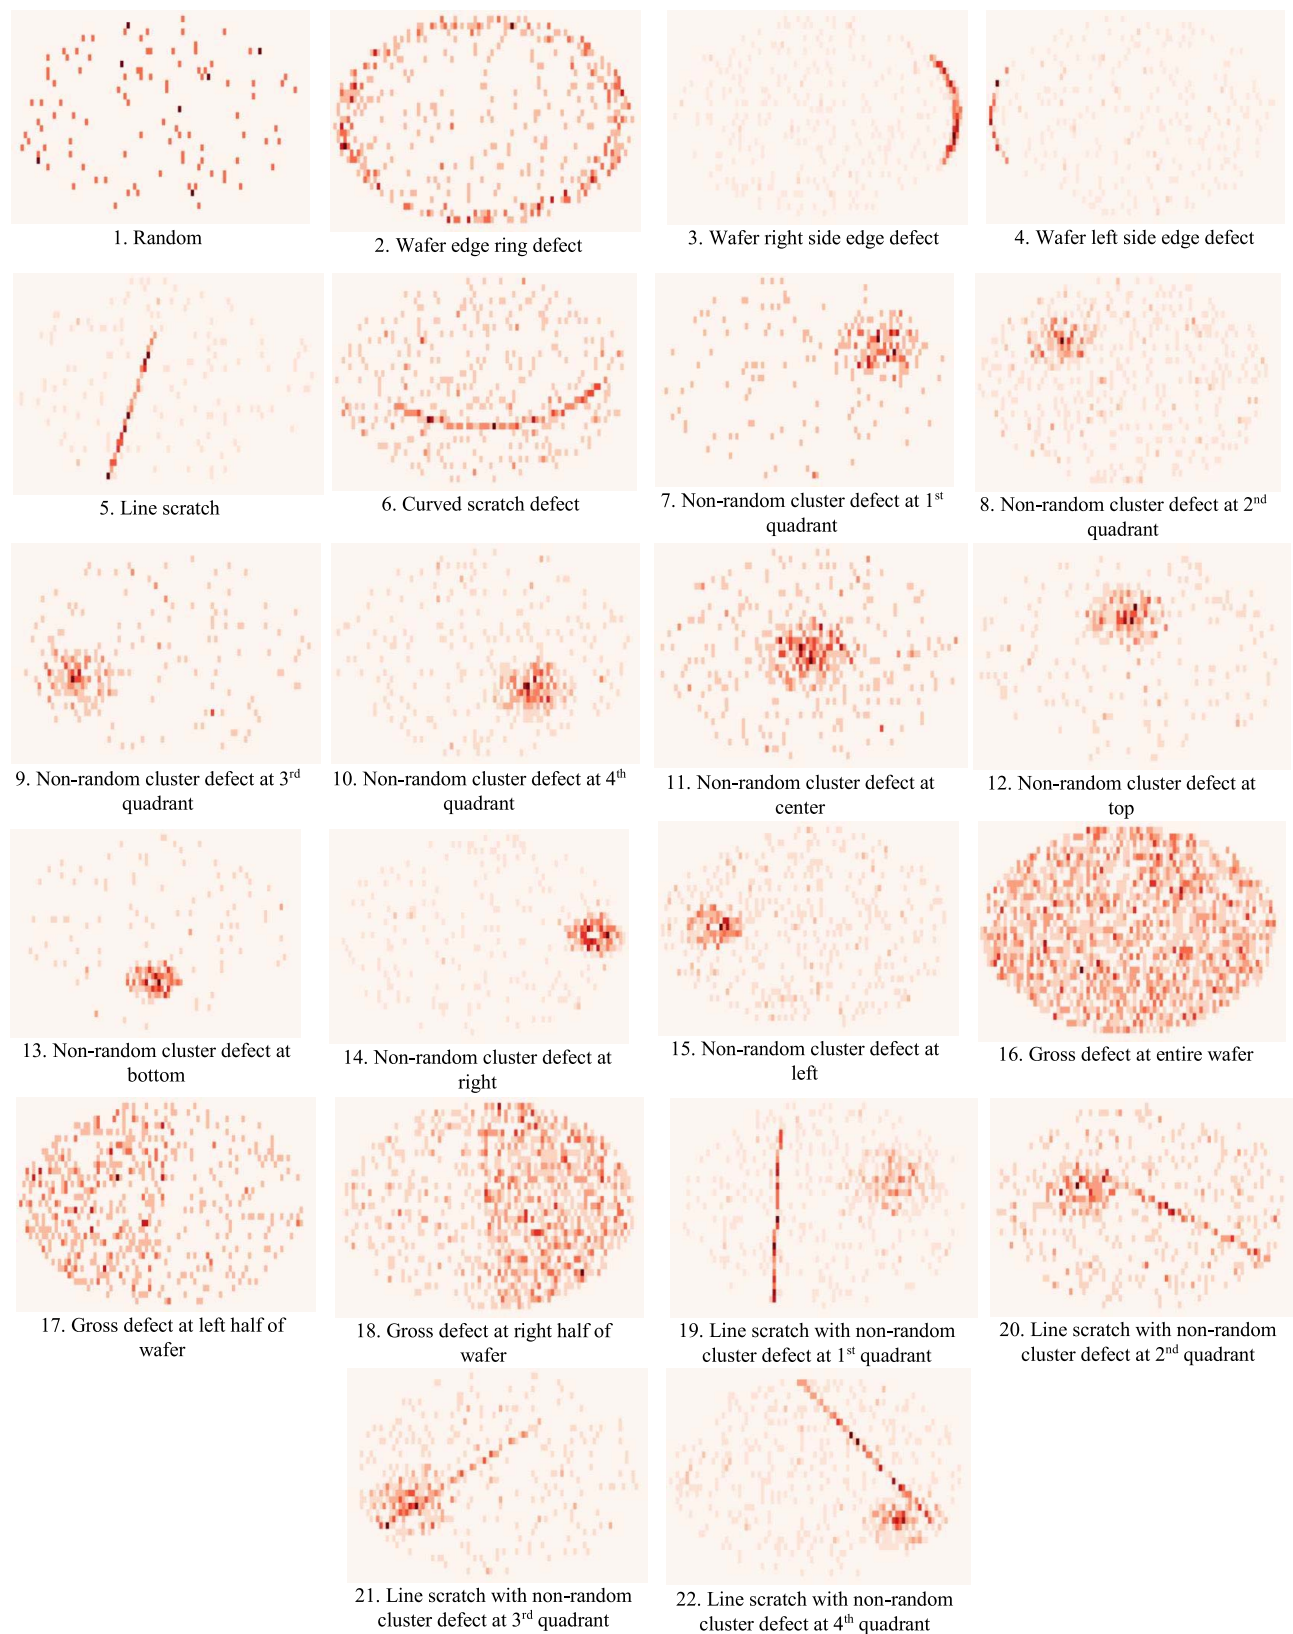 1. Random
2. Wafer edge ring defect
3. Wafer right side edge defect
4. Wafer left side edge defect
5. Line scratch
6. Curved scratch defect
7. Non-random cluster defect at 1st
quadrant
8. Non-random cluster defect at 2nd
quadrant
9. Non-random cluster defect at 3rd
quadrant
10. Non-random cluster defect at 4th
quadrant
11. Non-random cluster defect at
center
12. Non-random cluster defect at
top
13. Non-random cluster defect at
bottom
14. Non-random cluster defect at
right
15. Non-random cluster defect at
left
16. Gross defect at entire wafer
17. Gross defect at left half of
wafer
18. Gross defect at right half of
wafer
19. Line scratch with non-random
cluster defect at 1st quadrant
20. Line scratch with non-random
cluster defect at 2nd quadrant
21. Line scratch with non-random
cluster defect at 3rd quadrant
22. Line scratch with non-random
cluster defect at 4th quadrant